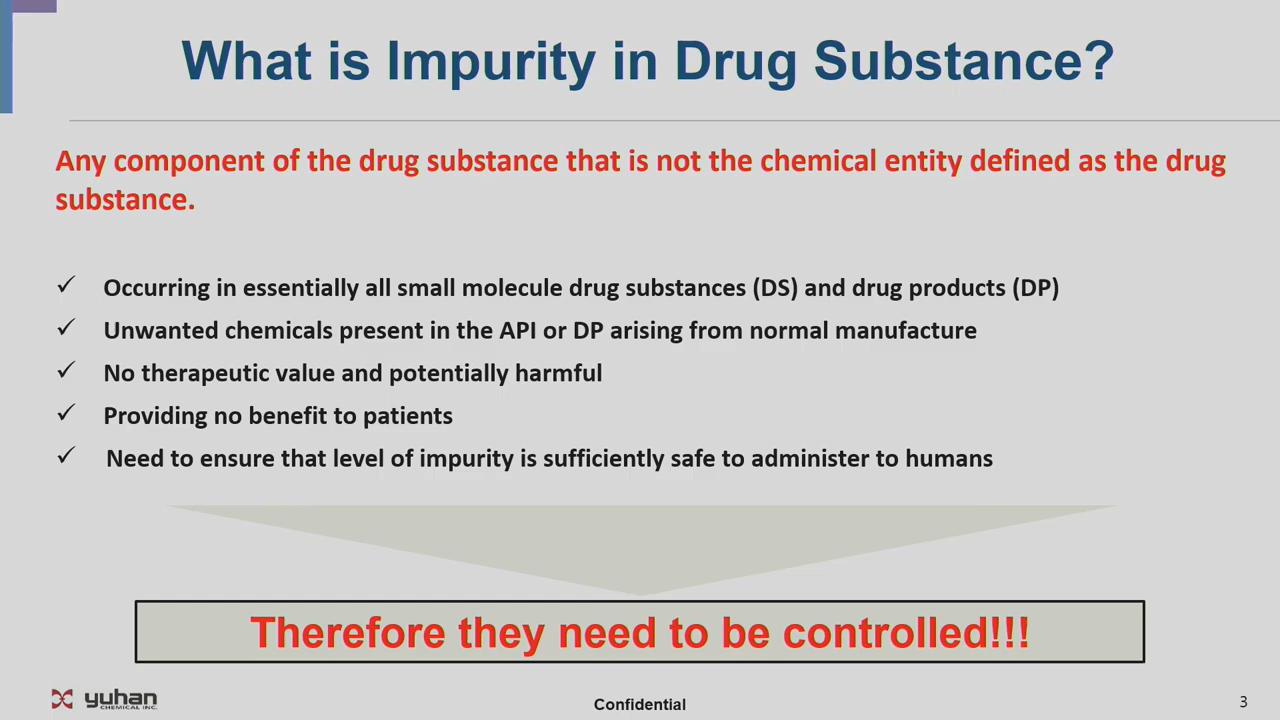 What is Impurity in Drug Substance?
Any component of the drug substance that is not the chemical entity defined as the drug
substance.
✓ Occurring in essentially all small molecule drug substances (DS) and drug products (DP)
✓ Unwanted chemicals present in the API or DP arising from normal manufacture
✓ No therapeutic value and potentially harmful
✓ Providing no benefit to patients
✓ Need to ensure that level of impurity is sufficiently safe to administer to humans
Therefore they need to be controlled!!!
yuhan
CHEMICAL INC.
Confidential
3